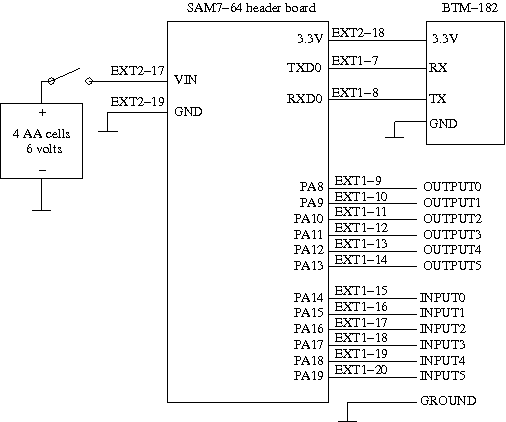 SAM7-64 header board
BTM-182
3.3V
EXT2-18
3.3V
EXT2-17
TXD0
EXT1-7
RX
VIN
EXT2-19
RXD0
EXT1-8
TX
GND
GND
+
4 AA cells
6 volts
-
PA8
EXT1-9
OUTPUT0
PA9
EXT1-10
OUTPUT1
PA10
EXT1-11
OUTPUT2
PA11
EXT1-12
OUTPUT3
PA12
EXT1-13
OUTPUT4
PA13
EXT1-14
OUTPUT5
PA14
EXT1-15
INPUT0
PA15
EXT1-16
INPUT1
PA16
EXT1-17
INPUT2
PA17
EXT1-18
INPUT3
PA18
EXT1-19
INPUT4
PA19
EXT1-20
INPUT5
GROUND